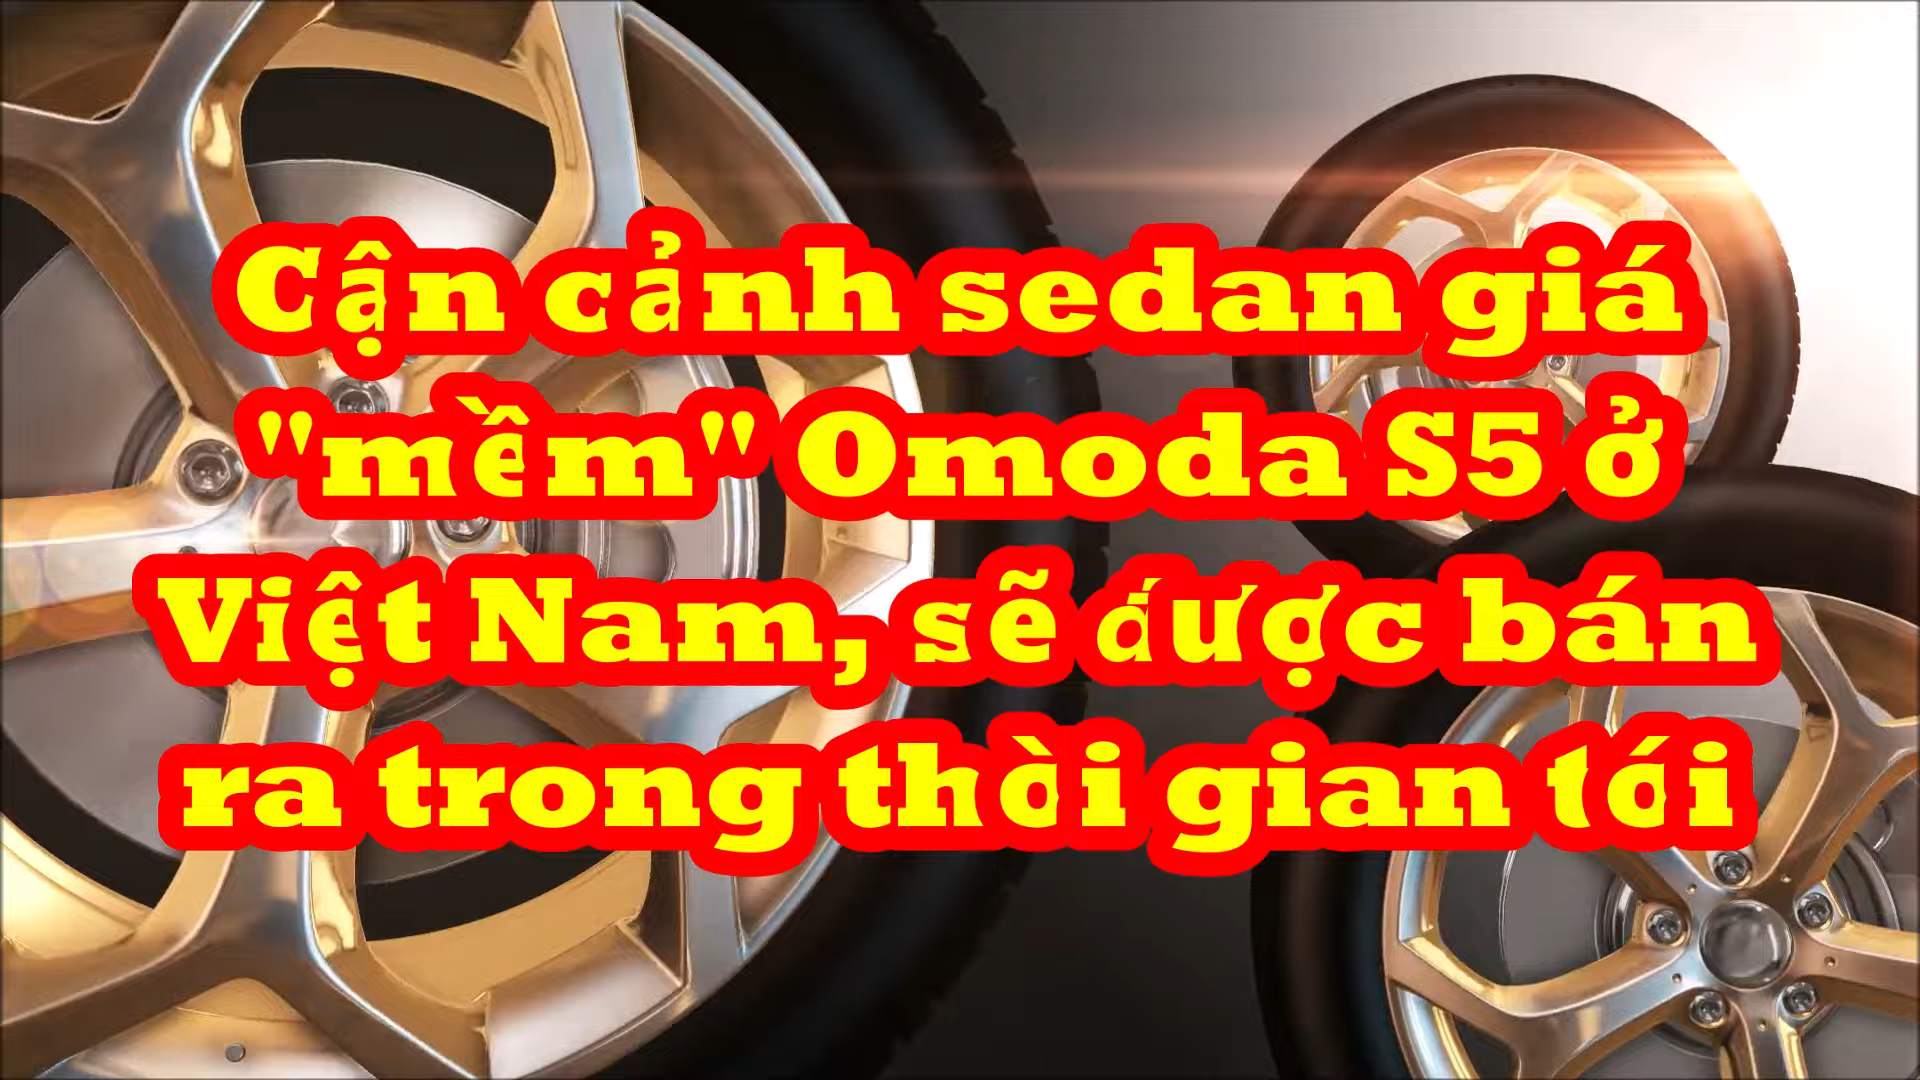 Cận cảnh sedan giá
"mềm" Omoda S5 ở
Việt Nam, sẽ được bán
ra trong thời gian tới